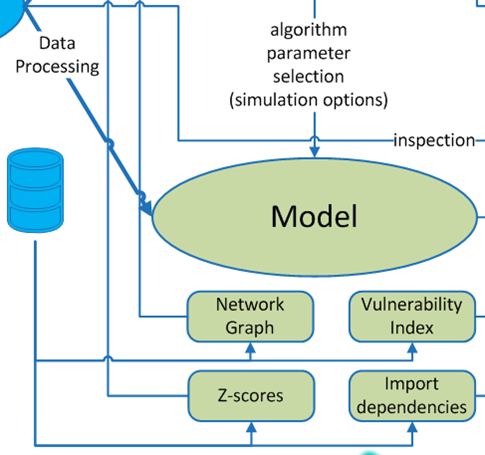 Data
Processing
algorithm
parameter
selection
(simulation options)
inspection
Model
Network
Graph
Vulnerability
Index
Z-scores
Import
dependencies